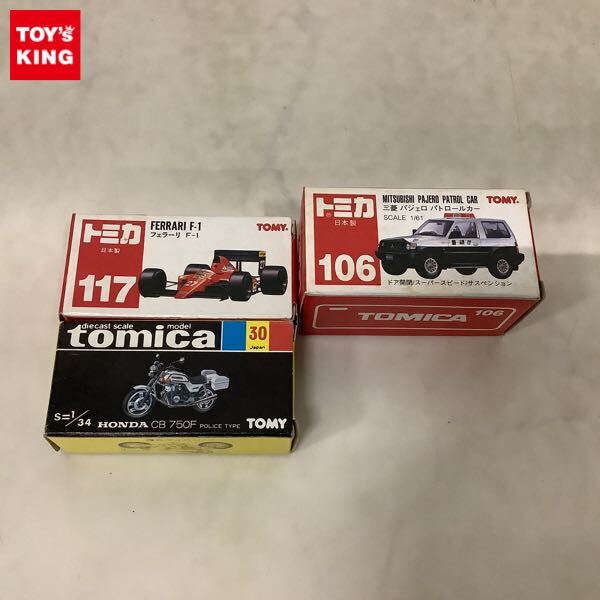 TOY's
KING
トミカ
日本製
117
FERRARI F-1
フェラーリ F-1
TOMY
トミカ
日本製
106
MITSUBISHI PAJERO PATROL CAR
三菱 パジェロ パトロールカー
SCALE 1/61
TOMY
警視庁
ドア開閉/スーパースピード/サスペンション
TOMICA 106
diecast scale model
tomica
30
Japan
S=1/34 HONDA CB 750F POLICE TYPE TOMY